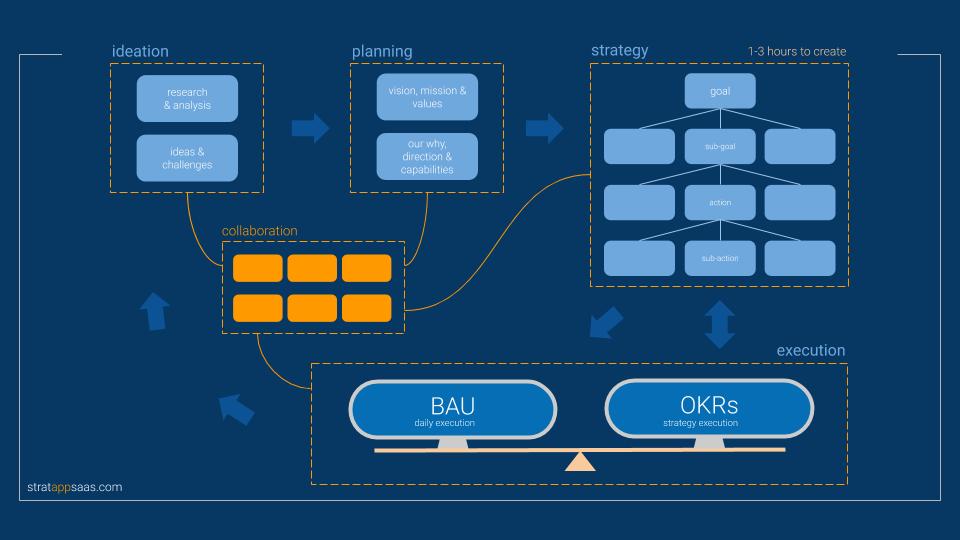 ideation
research
& analysis
ideas &
challenges
planning
vision, mission &
values
our why,
direction &
capabilities
strategy
1-3 hours to create
goal
sub-goal
action
sub-action
collaboration
execution
BAU
daily execution
OKRs
strategy execution
stratappsaas.com